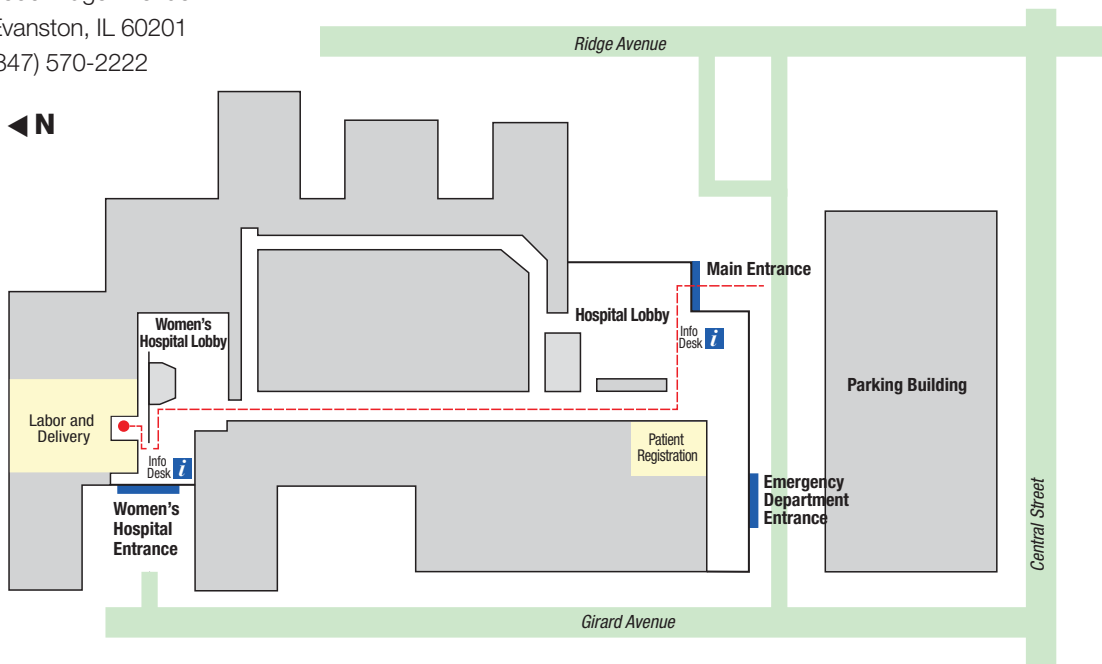 Evanston, IL 60201
847) 570-2222
N
Ridge Avenue
Main Entrance
Hospital Lobby
Info
Desk
i
Women's
Hospital Lobby
Parking Building
Labor and
Delivery
Patient
Registration
Info
Desk
i
Emergency
Department
Entrance
Women's
Hospital
Entrance
Central Street
Girard Avenue